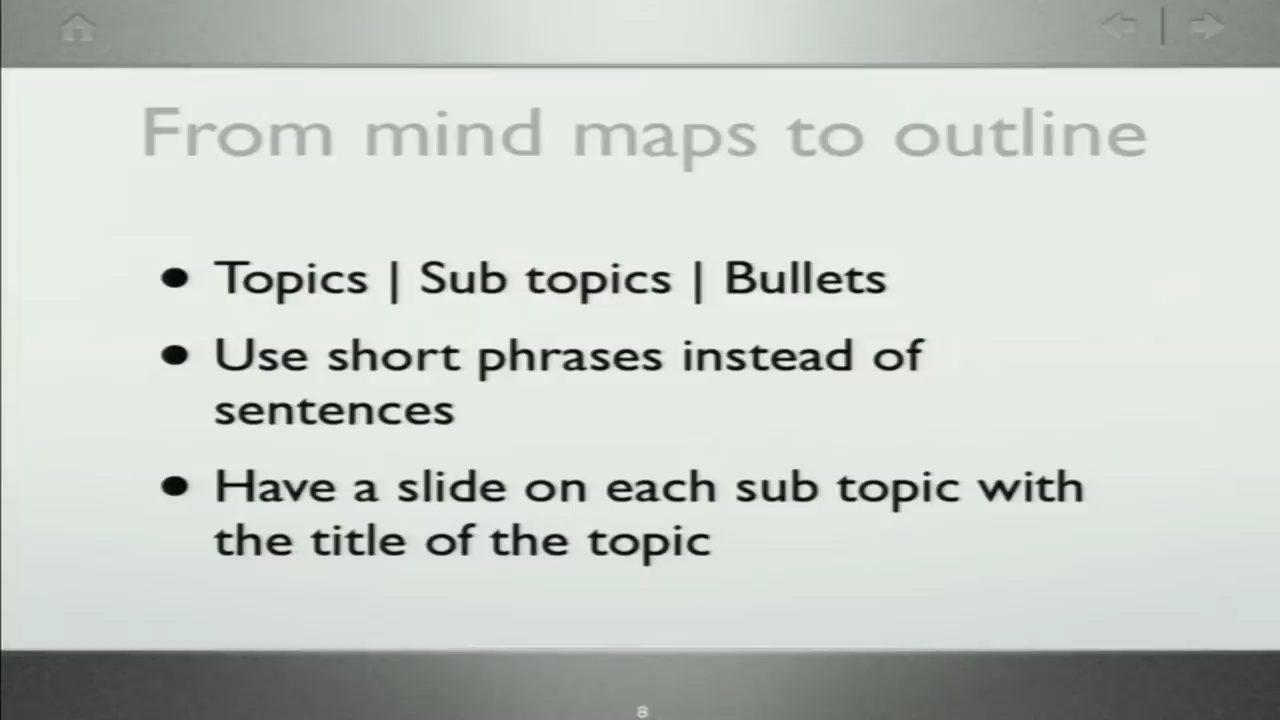 From mind maps to outline
Topics | Sub topics | Bullets
Use short phrases instead of
sentences
Have a slide on each sub topic with
the title of the topic
8